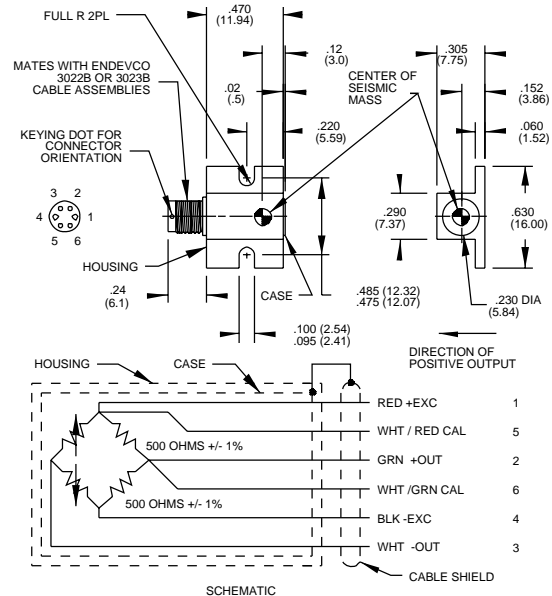 FULL R 2PL
.470
(11.94)
.12
(3.0)
.305
(7.75)
MATES WITH ENDEVCO
3022B OR 3023B
CABLE ASSEMBLIES
.02
(.5)
CENTER OF
SEISMIC
MASS
.152
(3.86)
KEYING DOT FOR
CONNECTOR
ORIENTATION
.220
(5.59)
.060
(1.52)
3 2
4 1
5 6
.290
(7.37)
.630
(16.00)
HOUSING
.24
(6.1)
CASE
.485 (12.32)
.475 (12.07)
.230 DIA
(5.84)
.100 (2.54)
.095 (2.41)
DIRECTION OF
POSITIVE OUTPUT
HOUSING
CASE
RED +EXC 1
WHT / RED CAL 5
500 OHMS +/- 1%
GRN +OUT 2
WHT /GRN CAL 6
500 OHMS +/- 1%
BLK -EXC 4
WHT -OUT 3
CABLE SHIELD
SCHEMATIC